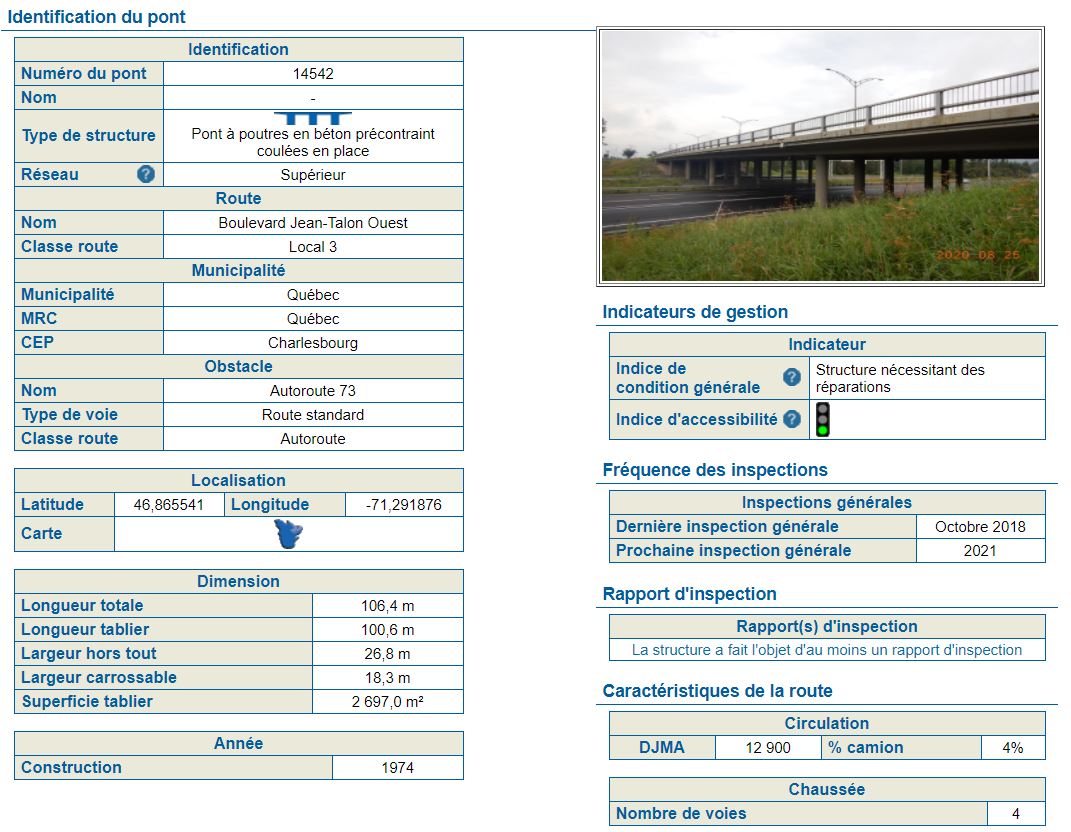 Identification du pont
Identification
Numéro du pont 14542
Nom -
Type de structure Pont à poutres en béton précontraint
coulées en place
Réseau ? Supérieur
Route
Nom Boulevard Jean-Talon Ouest
Classe route Local 3
Municipalité
Municipalité Québec
MRC Québec
CEP Charlesbourg
Obstacle
Nom Autoroute 73
Type de voie Route standard
Classe route Autoroute
Localisation
Latitude 46,865541 Longitude -71,291876
Carte
Dimension
Longueur totale 106,4 m
Longueur tablier 100,6 m
Largeur hors tout 26,8 m
Largeur carrossable 18,3 m
Superficie tablier 2 697,0 m²
Année
Construction 1974
2020 08 25
Indicateurs de gestion
Indicateur
Indice de
condition générale ? Structure nécessitant des
réparations
Indice d'accessibilité ?
Fréquence des inspections
Inspections générales
Dernière inspection générale Octobre 2018
Prochaine inspection générale 2021
Rapport d'inspection
Rapport(s) d'inspection
La structure a fait l'objet d'au moins un rapport d'inspection
Caractéristiques de la route
Circulation
DJMA 12 900 % camion 4%
Chaussée
Nombre de voies 4